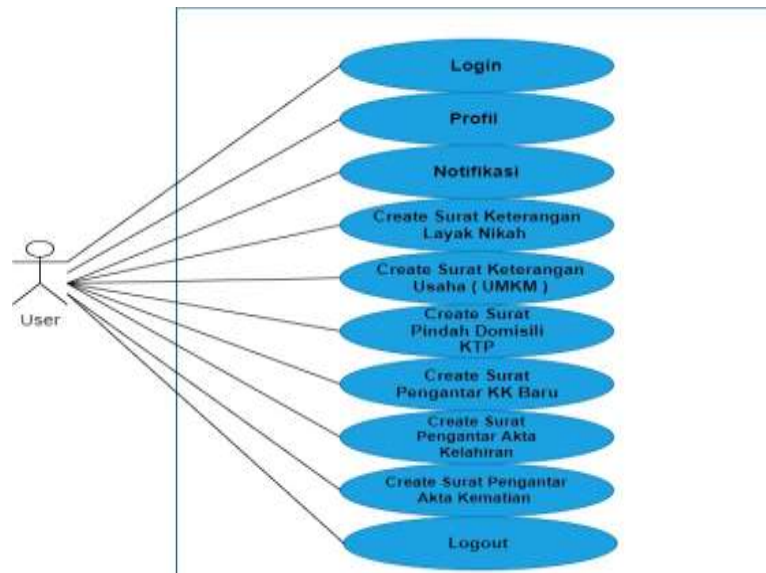 Login
Profil
Notifikasi
Create Surat Keterangan
Layak Nikah
Create Surat Keterangan
Usaha ( UMKM )
Create Surat
Pindah Domisili
KTP
Create Surat
Pengantar KK Baru
Create Surat
Pengantar Akta
Kelahiran
Create Surat Pengantar
Akta Kematian
Logout
User